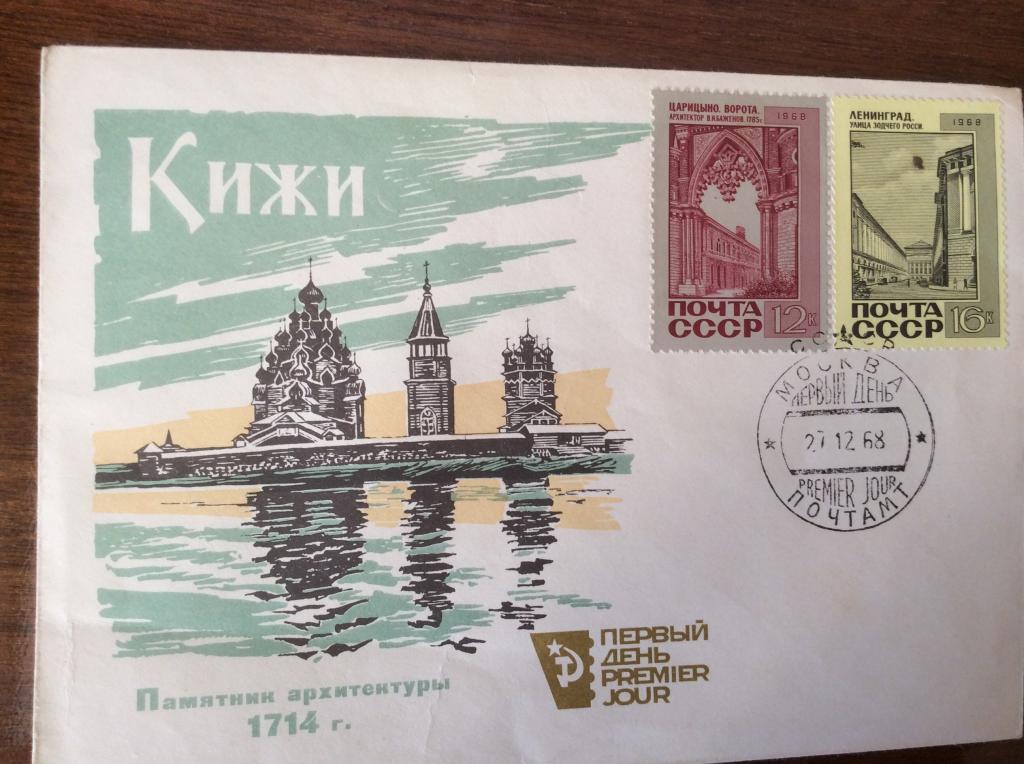 Кижи
ЦАРИЦЫНО. ВОРОТА.
АРХИТЕКТОР В.И.БАЖЕНОВ. 1785г.
1968
ПОЧТА
СССР 12К
ЛЕНИНГРАД.
УЛИЦА ЗОДЧЕГО РОССИ.
1968
ПОЧТА
СССР 16К
СССР
МОСКВА
ПЕРВЫЙ ДЕНЬ
27 12 68
PREMIER JOUR
ПОЧТАМТ
ПЕРВЫЙ
ДЕНЬ
PREMIER
JOUR
Памятник архитектуры
1714 г.